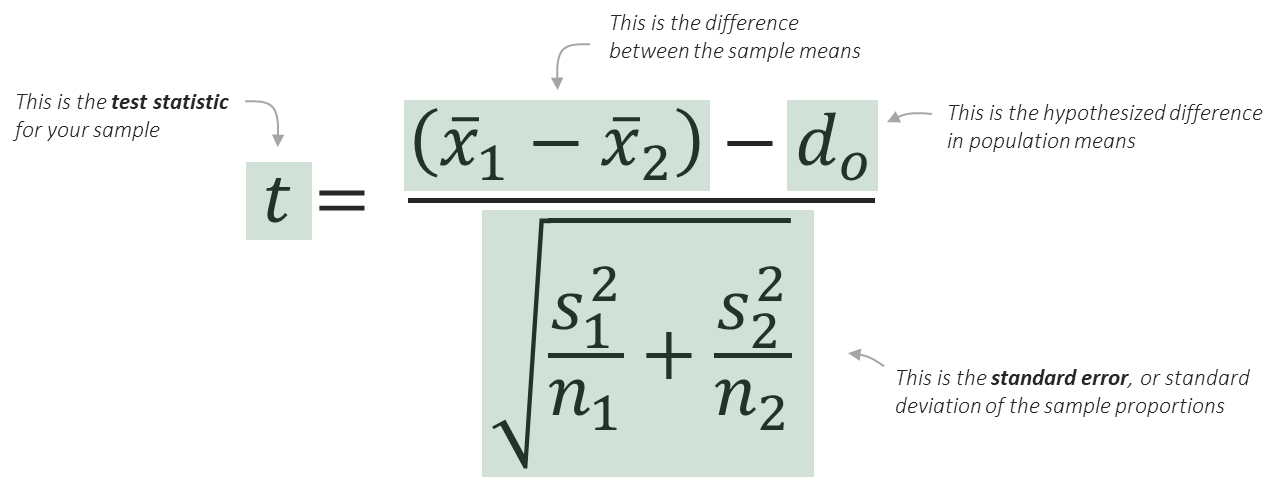 This is the difference
between the sample means
This is the test statistic
for your sample
This is the hypothesized difference
in population means
t = ((x̄₁ − x̄₂) − dₒ) / √(s₁²/n₁ + s₂²/n₂)
This is the standard error, or standard
deviation of the sample proportions